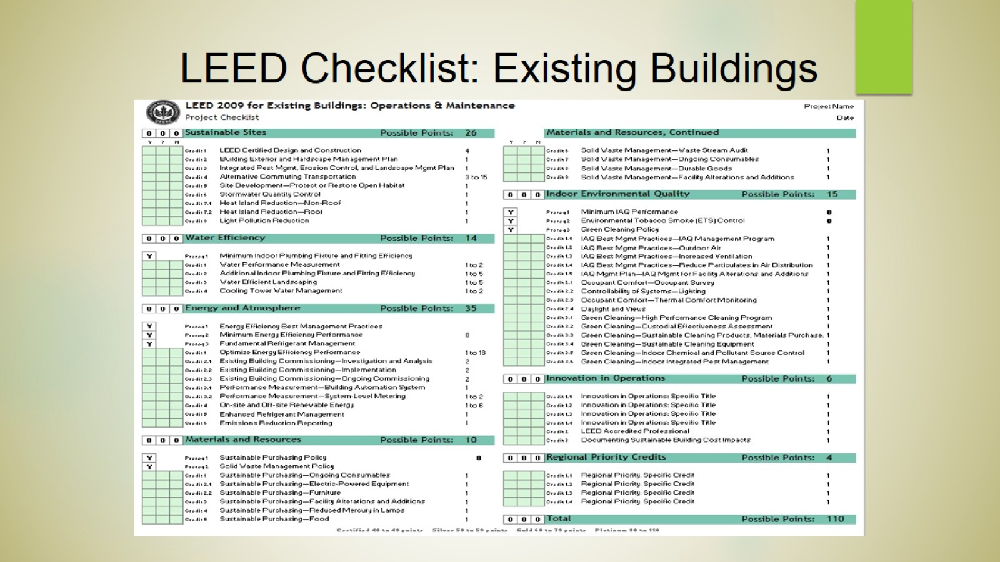 LEED Checklist: Existing Buildings
LEED 2009 for Existing Buildings: Operations & Maintenance
Project Checklist
Project Name
Date
0 0 0 Sustainable Sites Possible Points: 26
Y ? N
Credit 1 LEED Certified Design and Construction 4
Credit 2 Building Exterior and Hardscape Management Plan 1
Credit 3 Integrated Pest Mgmt, Erosion Control, and Landscape Mgmt Plan 1
Credit 4 Alternative Commuting Transportation 3 to 15
Credit 5 Site Development—Protect or Restore Open Habitat 1
Credit 6 Stormwater Quantity Control 1
Credit 7.1 Heat Island Reduction—Non-Roof 1
Credit 7.2 Heat Island Reduction—Roof 1
Credit 8 Light Pollution Reduction 1
0 0 0 Water Efficiency Possible Points: 14
Y Prereq 1 Minimum Indoor Plumbing Fixture and Fitting Efficiency
Credit 1 Water Performance Measurement 1 to 2
Credit 2 Additional Indoor Plumbing Fixture and Fitting Efficiency 1 to 5
Credit 3 Water Efficient Landscaping 1 to 5
Credit 4 Cooling Tower Water Management 1 to 2
0 0 0 Energy and Atmosphere Possible Points: 35
Y Prereq 1 Energy Efficiency Best Management Practices
Y Prereq 2 Minimum Energy Efficiency Performance 0
Y Prereq 3 Fundamental Refrigerant Management
Credit 1 Optimize Energy Efficiency Performance 1 to 18
Credit 2.1 Existing Building Commissioning—Investigation and Analysis 2
Credit 2.2 Existing Building Commissioning—Implementation 2
Credit 2.3 Existing Building Commissioning—Ongoing Commissioning 2
Credit 3.1 Performance Measurement—Building Automation System 1
Credit 3.2 Performance Measurement—System-Level Metering 1 to 2
Credit 4 On-site and Off-site Renewable Energy 1 to 6
Credit 5 Enhanced Refrigerant Management 1
Credit 6 Emissions Reduction Reporting 1
0 0 0 Materials and Resources Possible Points: 10
Y Prereq 1 Sustainable Purchasing Policy 0
Y Prereq 2 Solid Waste Management Policy
Credit 1 Sustainable Purchasing—Ongoing Consumables 1
Credit 2.1 Sustainable Purchasing—Electric-Powered Equipment 1
Credit 2.2 Sustainable Purchasing—Furniture 1
Credit 3 Sustainable Purchasing—Facility Alterations and Additions 1
Credit 4 Sustainable Purchasing—Reduced Mercury in Lamps 1
Credit 5 Sustainable Purchasing—Food 1
Materials and Resources, Continued
Y ? N
Credit 6 Solid Waste Management—Waste Stream Audit 1
Credit 7 Solid Waste Management—Ongoing Consumables 1
Credit 8 Solid Waste Management—Durable Goods 1
Credit 9 Solid Waste Management—Facility Alterations and Additions 1
0 0 0 Indoor Environmental Quality Possible Points: 15
Y Prereq 1 Minimum IAQ Performance 0
Y Prereq 2 Environmental Tobacco Smoke (ETS) Control 0
Y Prereq 3 Green Cleaning Policy
Credit 1.1 IAQ Best Mgmt Practices—IAQ Management Program 1
Credit 1.2 IAQ Best Mgmt Practices—Outdoor Air 1
Credit 1.3 IAQ Best Mgmt Practices—Increased Ventilation 1
Credit 1.4 IAQ Best Mgmt Practices—Reduce Particulates in Air Distribution 1
Credit 1.5 IAQ Mgmt Plan—IAQ Mgmt for Facility Alterations and Additions 1
Credit 2.1 Occupant Comfort—Occupant Survey 1
Credit 2.2 Controllability of Systems—Lighting 1
Credit 2.3 Occupant Comfort—Thermal Comfort Monitoring 1
Credit 2.4 Daylight and Views 1
Credit 3.1 Green Cleaning—High Performance Cleaning Program 1
Credit 3.2 Green Cleaning—Custodial Effectiveness Assessment 1
Credit 3.3 Green Cleaning—Sustainable Cleaning Products, Materials Purchase: 1
Credit 3.4 Green Cleaning—Sustainable Cleaning Equipment 1
Credit 3.5 Green Cleaning—Indoor Chemical and Pollutant Source Control 1
Credit 3.6 Green Cleaning—Indoor Integrated Pest Management 1
0 0 0 Innovation in Operations Possible Points: 6
Credit 1.1 Innovation in Operations: Specific Title 1
Credit 1.2 Innovation in Operations: Specific Title 1
Credit 1.3 Innovation in Operations: Specific Title 1
Credit 1.4 Innovation in Operations: Specific Title 1
Credit 2 LEED Accredited Professional 1
Credit 3 Documenting Sustainable Building Cost Impacts 1
0 0 0 Regional Priority Credits Possible Points: 4
Credit 1.1 Regional Priority: Specific Credit 1
Credit 1.2 Regional Priority: Specific Credit 1
Credit 1.3 Regional Priority: Specific Credit 1
Credit 1.4 Regional Priority: Specific Credit 1
0 0 0 Total Possible Points: 110
Certified 40 to 49 points Silver 50 to 59 points Gold 60 to 79 points Platinum 80 to 110